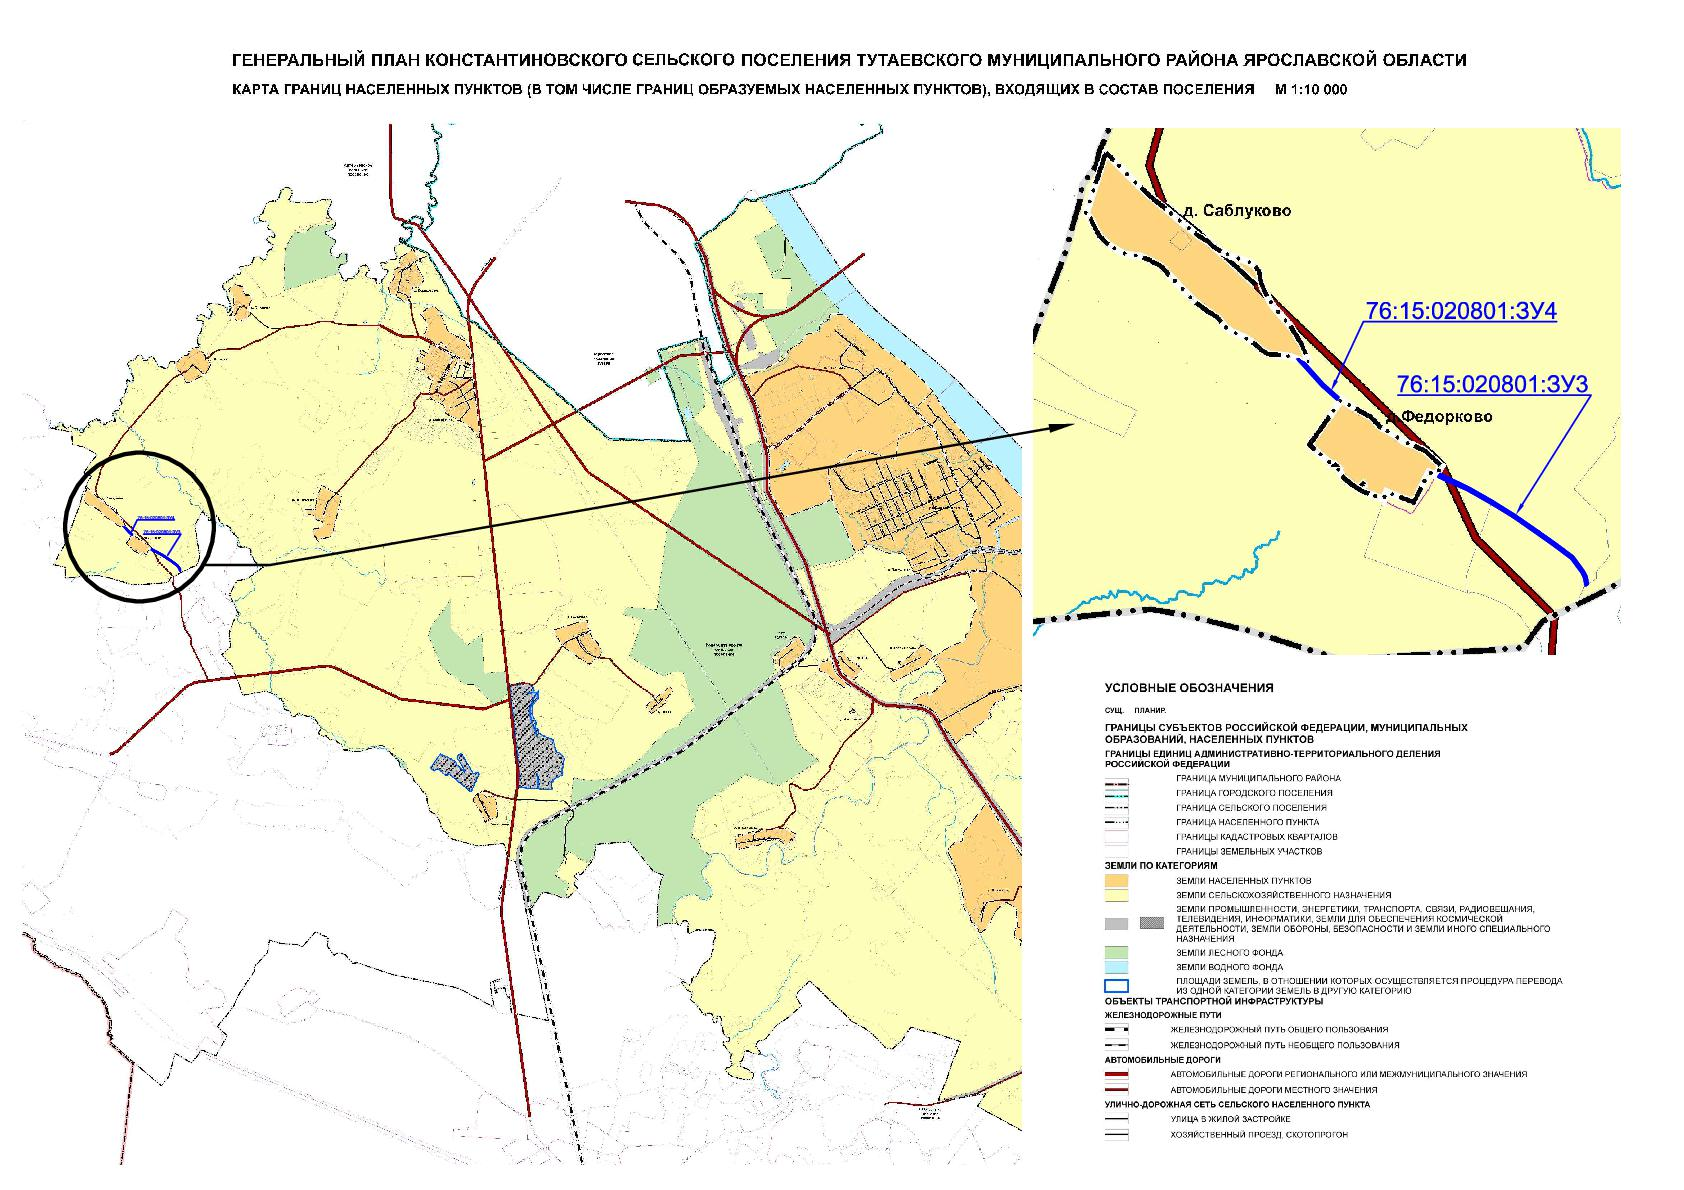 ГЕНЕРАЛЬНЫЙ ПЛАН КОНСТАНТИНОВСКОГО СЕЛЬСКОГО ПОСЕЛЕНИЯ ТУТАЕВСКОГО МУНИЦИПАЛЬНОГО РАЙОНА ЯРОСЛАВСКОЙ ОБЛАСТИ
КАРТА ГРАНИЦ НАСЕЛЕННЫХ ПУНКТОВ (В ТОМ ЧИСЛЕ ГРАНИЦ ОБРАЗУЕМЫХ НАСЕЛЕННЫХ ПУНКТОВ), ВХОДЯЩИХ В СОСТАВ ПОСЕЛЕНИЯ М 1:10 000
д. Саблуково
76:15:020801:ЗУ4
76:15:020801:ЗУ3
д. Федорково
УСЛОВНЫЕ ОБОЗНАЧЕНИЯ
СУЩ. ПЛАНИР.
ГРАНИЦЫ СУБЪЕКТОВ РОССИЙСКОЙ ФЕДЕРАЦИИ, МУНИЦИПАЛЬНЫХ
ОБРАЗОВАНИЙ, НАСЕЛЕННЫХ ПУНКТОВ
ГРАНИЦЫ ЕДИНИЦ АДМИНИСТРАТИВНО-ТЕРРИТОРИАЛЬНОГО ДЕЛЕНИЯ
РОССИЙСКОЙ ФЕДЕРАЦИИ
ГРАНИЦА МУНИЦИПАЛЬНОГО РАЙОНА
ГРАНИЦА ГОРОДСКОГО ПОСЕЛЕНИЯ
ГРАНИЦА СЕЛЬСКОГО ПОСЕЛЕНИЯ
ГРАНИЦА НАСЕЛЕННОГО ПУНКТА
ГРАНИЦЫ КАДАСТРОВЫХ КВАРТАЛОВ
ГРАНИЦЫ ЗЕМЕЛЬНЫХ УЧАСТКОВ
ЗЕМЛИ ПО КАТЕГОРИЯМ
ЗЕМЛИ НАСЕЛЕННЫХ ПУНКТОВ
ЗЕМЛИ СЕЛЬСКОХОЗЯЙСТВЕННОГО НАЗНАЧЕНИЯ
ЗЕМЛИ ПРОМЫШЛЕННОСТИ, ЭНЕРГЕТИКИ, ТРАНСПОРТА, СВЯЗИ, РАДИОВЕЩАНИЯ,
ТЕЛЕВИДЕНИЯ, ИНФОРМАТИКИ, ЗЕМЛИ ДЛЯ ОБЕСПЕЧЕНИЯ КОСМИЧЕСКОЙ
ДЕЯТЕЛЬНОСТИ, ЗЕМЛИ ОБОРОНЫ, БЕЗОПАСНОСТИ И ЗЕМЛИ ИНОГО СПЕЦИАЛЬНОГО
НАЗНАЧЕНИЯ
ЗЕМЛИ ЛЕСНОГО ФОНДА
ЗЕМЛИ ВОДНОГО ФОНДА
ПЛОЩАДИ ЗЕМЕЛЬ, В ОТНОШЕНИИ КОТОРЫХ ОСУЩЕСТВЛЯЕТСЯ ПРОЦЕДУРА ПЕРЕВОДА
ИЗ ОДНОЙ КАТЕГОРИИ ЗЕМЕЛЬ В ДРУГУЮ КАТЕГОРИЮ
ОБЪЕКТЫ ТРАНСПОРТНОЙ ИНФРАСТРУКТУРЫ
ЖЕЛЕЗНОДОРОЖНЫЕ ПУТИ
ЖЕЛЕЗНОДОРОЖНЫЙ ПУТЬ ОБЩЕГО ПОЛЬЗОВАНИЯ
ЖЕЛЕЗНОДОРОЖНЫЙ ПУТЬ НЕОБЩЕГО ПОЛЬЗОВАНИЯ
АВТОМОБИЛЬНЫЕ ДОРОГИ
АВТОМОБИЛЬНЫЕ ДОРОГИ РЕГИОНАЛЬНОГО ИЛИ МЕЖМУНИЦИПАЛЬНОГО ЗНАЧЕНИЯ
АВТОМОБИЛЬНЫЕ ДОРОГИ МЕСТНОГО ЗНАЧЕНИЯ
УЛИЧНО-ДОРОЖНАЯ СЕТЬ СЕЛЬСКОГО НАСЕЛЕННОГО ПУНКТА
УЛИЦА В ЖИЛОЙ ЗАСТРОЙКЕ
ХОЗЯЙСТВЕННЫЙ ПРОЕЗД, СКОТОПРОГОН